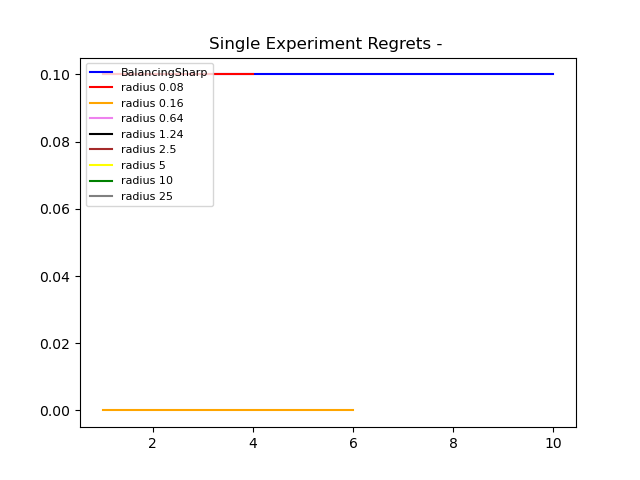 Single Experiment Regrets -
0.10
0.08
0.06
0.04
0.02
0.00
BalancingSharp
radius 0.08
radius 0.16
radius 0.64
radius 1.24
radius 2.5
radius 5
radius 10
radius 25
2 4 6 8 10